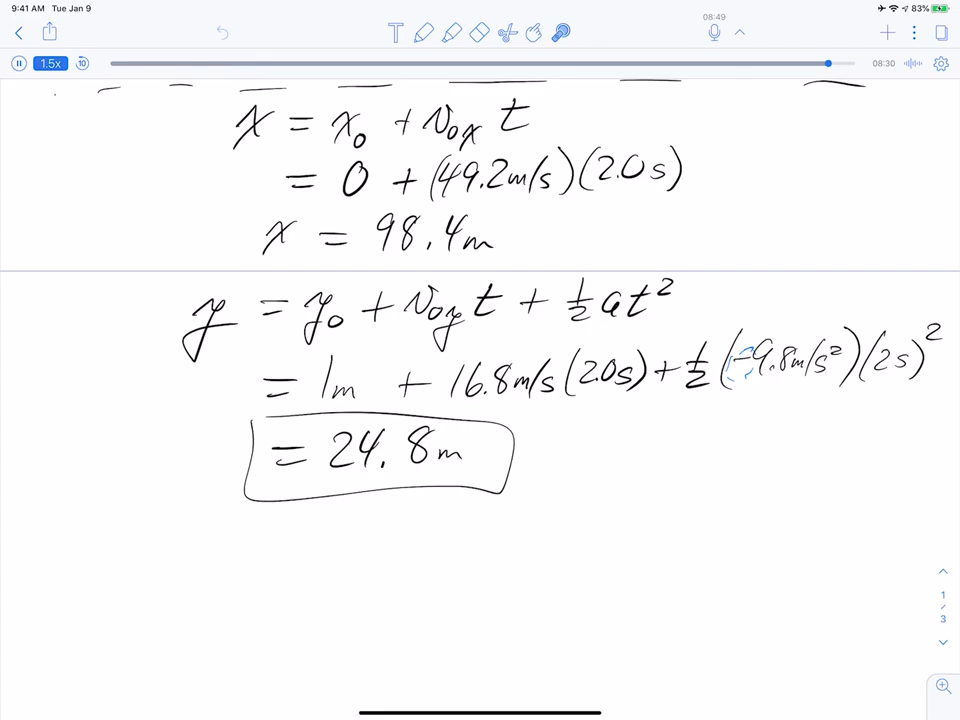 9:41 AM Tue Jan 9
83%
T
08:49
1.5x
10
08:30
x = x₀ + v₀ₓ t
= 0 + (49.2m/s)(2.0s)
x = 98.4m
y = y₀ + v₀y t + ½ at²
= 1m + 16.8m/s(2.0s) + ½ (-9.8m/s²)(2s)²
= 24.8m
1
/
3